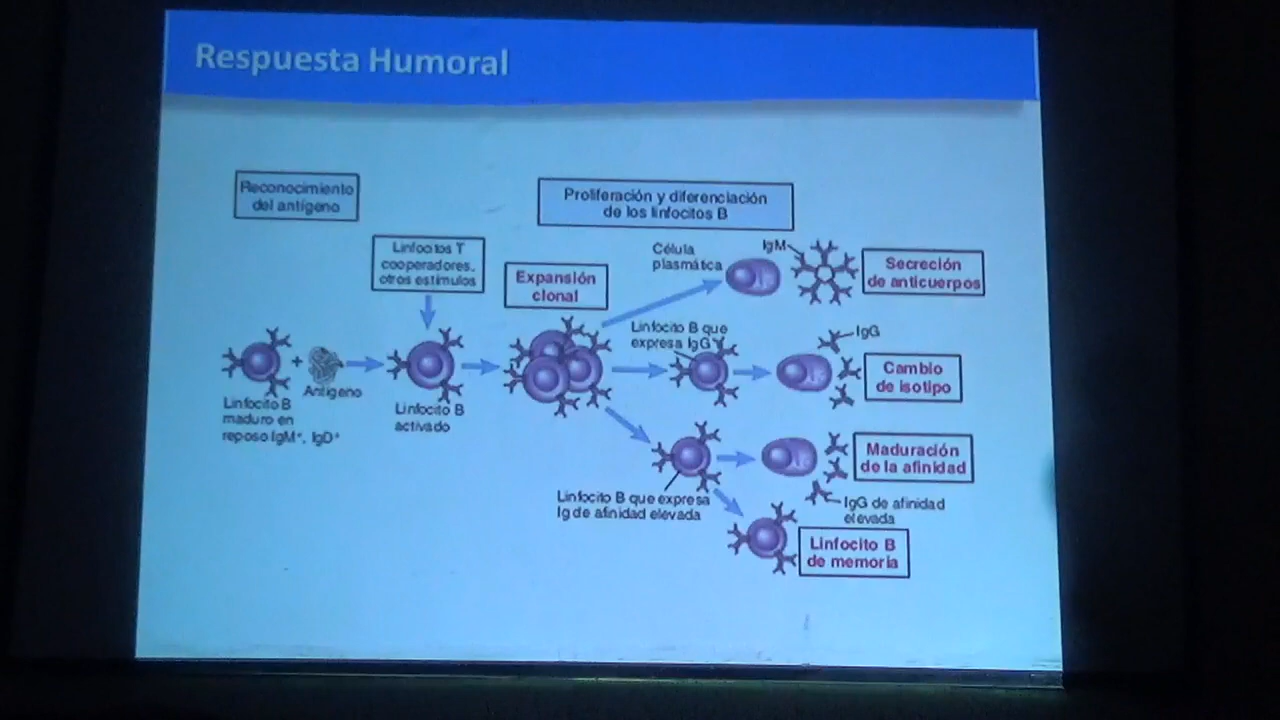 Respuesta Humoral
Reconocimiento
del antígeno
Proliferación y diferenciación
de los linfocitos B
Linfocitos T
cooperadores,
otros estímulos
Expansión
clonal
Célula
plasmática
IgM
Secreción
de anticuerpos
Linfocito B que
expresa IgG
IgG
Cambio
de isotipo
Antígeno
Linfocito B
maduro en
reposo IgM⁺, IgD⁺
Linfocito B
activado
Maduración
de la afinidad
Linfocito B que expresa
Ig de afinidad elevada
IgG de afinidad
elevada
Linfocito B
de memoria